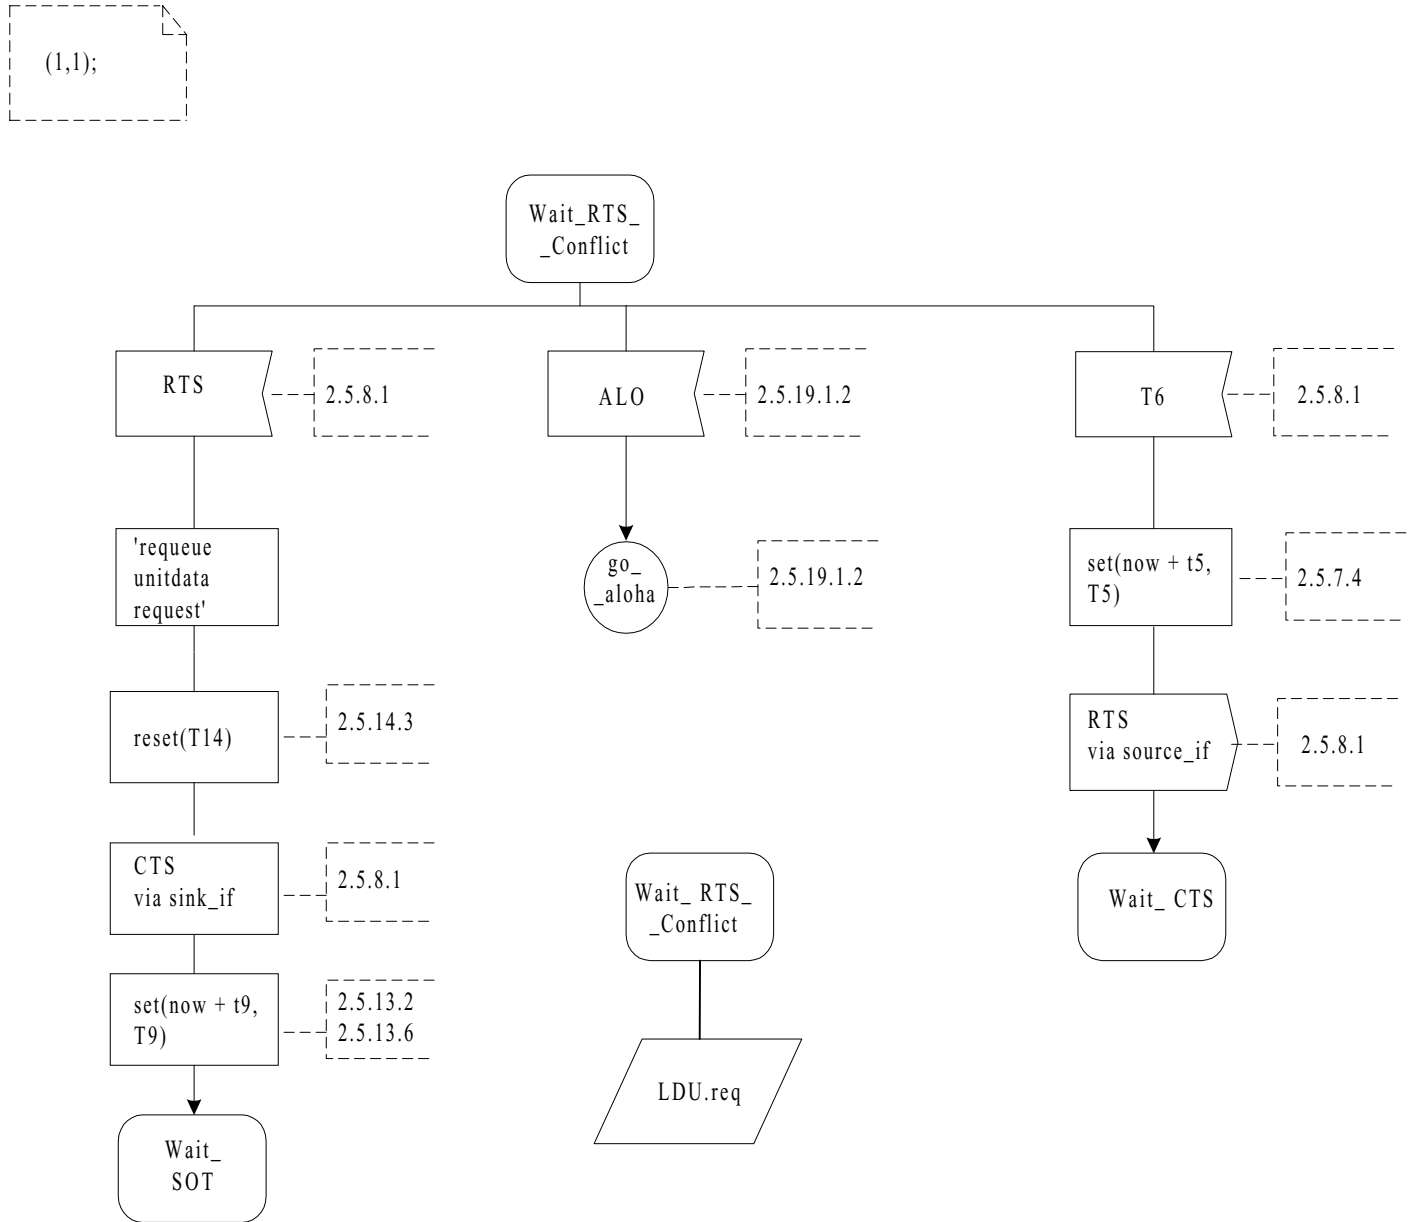 (1,1);
Wait_RTS_
_Conflict
RTS
2.5.8.1
ALO
2.5.19.1.2
T6
2.5.8.1
'requeue
unitdata
request'
go_
_aloha
2.5.19.1.2
set(now + t5,
T5)
2.5.7.4
reset(T14)
2.5.14.3
RTS
via source_if
2.5.8.1
CTS
via sink_if
2.5.8.1
Wait_ RTS_
_Conflict
Wait_ CTS
set(now + t9,
T9)
2.5.13.2
2.5.13.6
LDU.req
Wait_
SOT